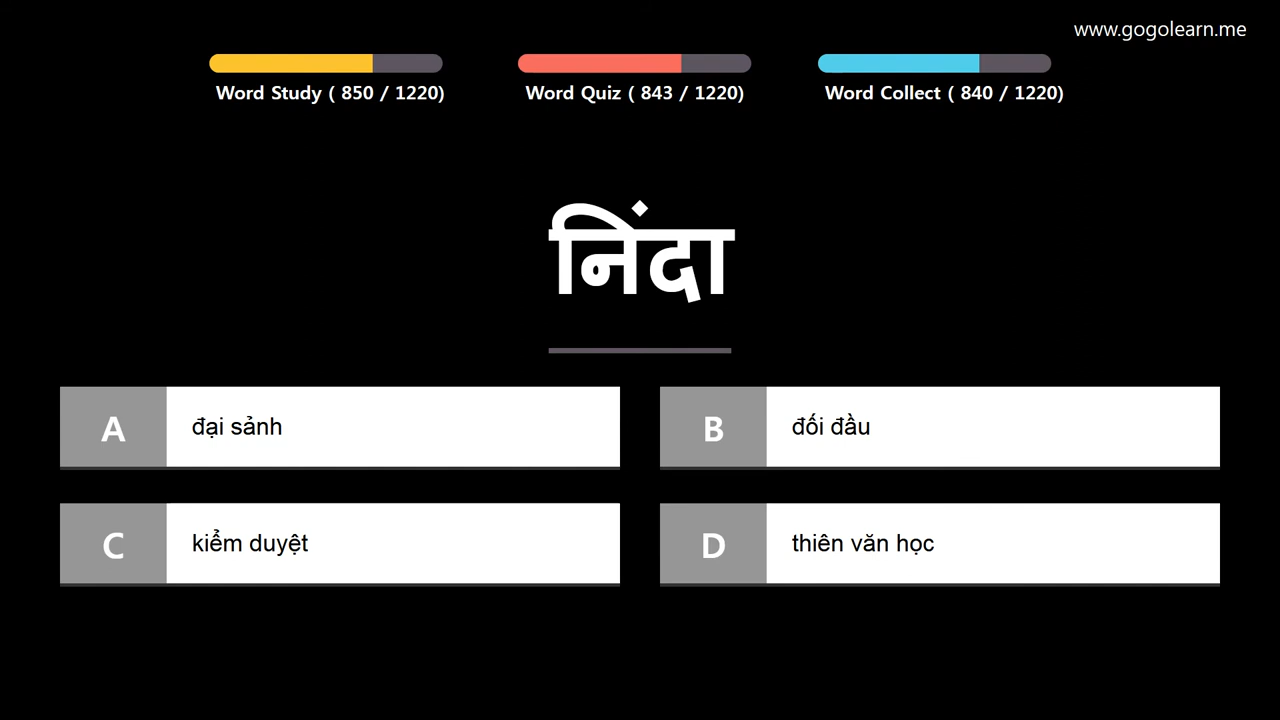 www.gogolearn.me
Word Study ( 850 / 1220)
Word Quiz ( 843 / 1220)
Word Collect ( 840 / 1220)
निंदा
A đại sảnh
B đối đầu
C kiểm duyệt
D thiên văn học